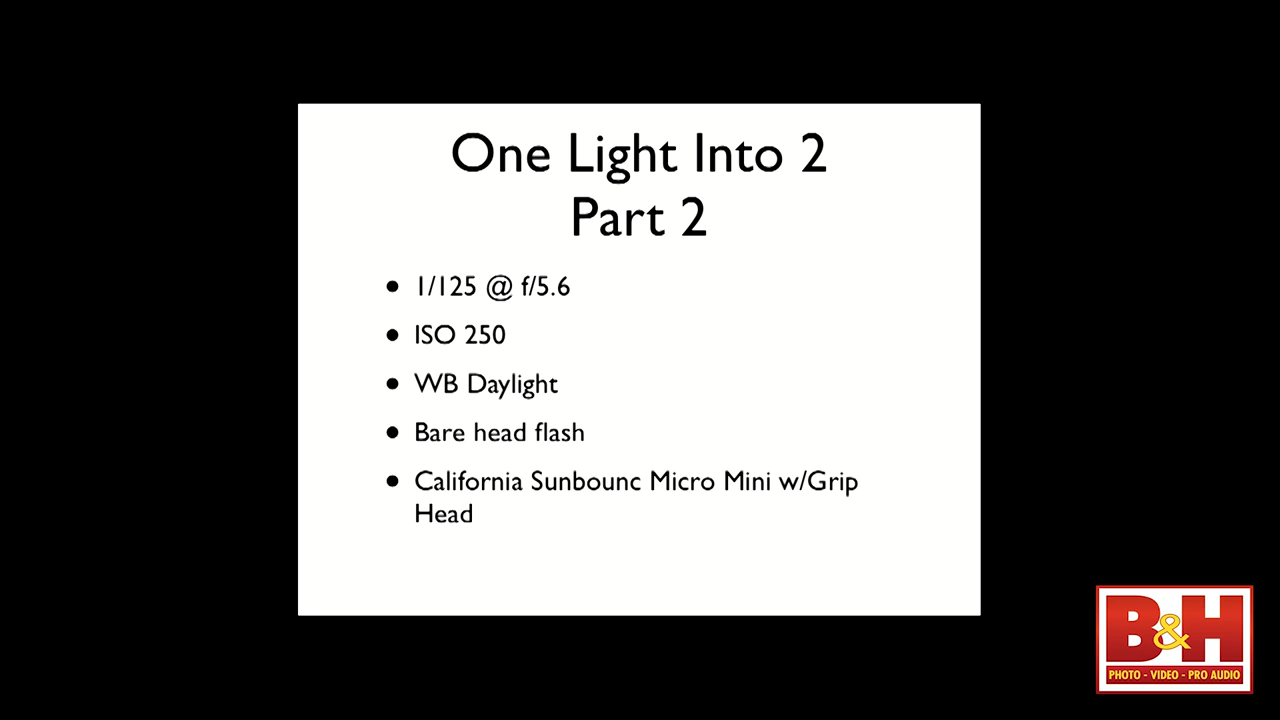 One Light Into 2
Part 2
• 1/125 @ f/5.6
• ISO 250
• WB Daylight
• Bare head flash
• California Sunbounc Micro Mini w/Grip
Head
B&H
PHOTO - VIDEO - PRO AUDIO